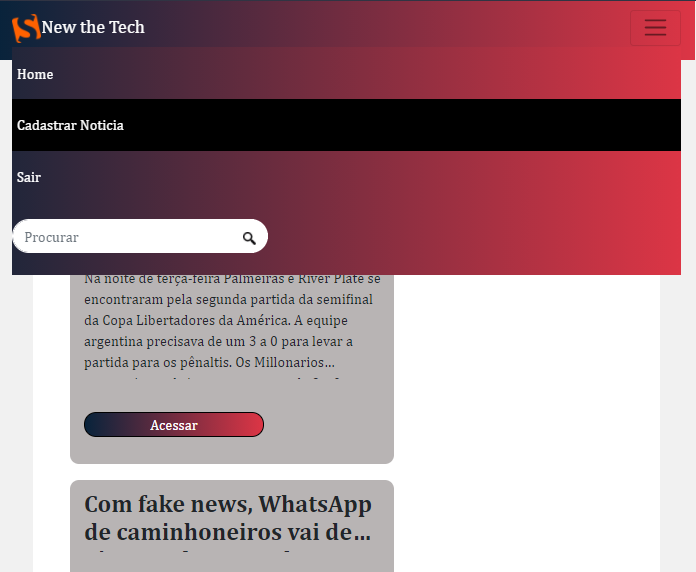 New the Tech
Home
Cadastrar Noticia
Sair
Procurar
Na noite de terça-feira Palmeiras e River Plate se
encontraram pela segunda partida da semifinal
da Copa Libertadores da América. A equipe
argentina precisava de um 3 a 0 para levar a
partida para os pênaltis. Os Millonarios...
Acessar
Com fake news, WhatsApp
de caminhoneiros vai de...